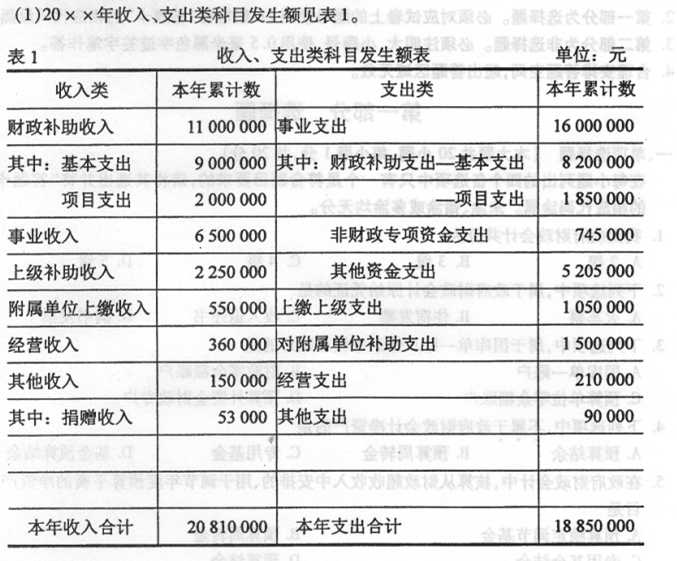 (1)20××年收入、支出类科目发生额见表1。
表1 收入、支出类科目发生额表 单位：元
收入类 本年累计数 支出类 本年累计数
财政补助收入 11 000 000 事业支出 16 000 000
其中：基本支出 9 000 000 其中：财政补助支出—基本支出 8 200 000
项目支出 2 000 000 —项目支出 1 850 000
事业收入 6 500 000 非财政专项资金支出 745 000
上级补助收入 2 250 000 其他资金支出 5 205 000
附属单位上缴收入 550 000 上缴上级支出 1 050 000
经营收入 360 000 对附属单位补助支出 1 500 000
其他收入 150 000 经营支出 210 000
其中：捐赠收入 53 000 其他支出 90 000
本年收入合计 20 810 000 本年支出合计 18 850 000